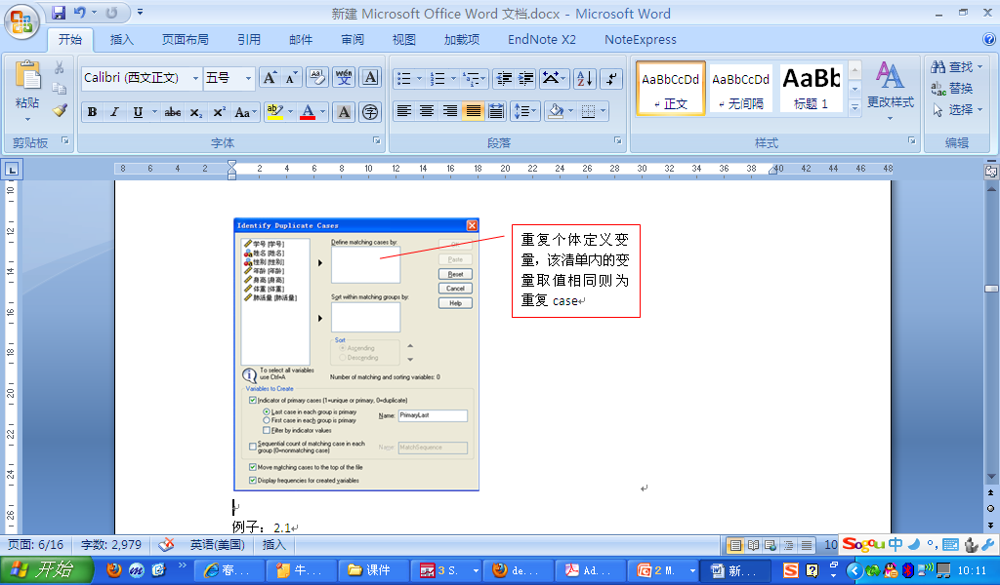 新建 Microsoft Office Word 文档.docx - Microsoft Word
开始 插入 页面布局 引用 邮件 审阅 视图 加载项 EndNote X2 NoteExpress
Calibri (西文正文) 五号
AaBbCcDd AaBbCcDd AaBb
粘贴
正文 无间隔 标题 1
更改样式
查找
替换
选择
剪贴板 字体 段落 样式 编辑
8 6 4 2 2 4 6 8 10 12 14 16 18 20 22 24 26 28 30 32 34 36 38 40 42 44 46 48
Identify Duplicate Cases
学号 [学号]
姓名 [姓名]
性别 [性别]
年龄 [年龄]
身高 [身高]
体重 [体重]
肺活量 [肺活量]
Define matching cases by:
OK
Paste
Reset
Cancel
Help
Sort within matching groups by:
Sort
Ascending
Descending
To select all variables
use Ctrl+A
Number of matching and sorting variables: 0
Variables to Create
Indicator of primary cases (1=unique or primary, 0=duplicate)
Last case in each group is primary
First case in each group is primary
Filter by indicator values
Name: PrimaryLast
Sequential count of matching case in each
group (0=nonmatching case)
Name: MatchSequence
Move matching cases to the top of the file
Display frequencies for created variables
重复个体定义变
量，该清单内的变
量取值相同则为
重复 case
例子：2.1
页面: 6/16 字数: 2,979 英语(美国) 插入 10
Sogou 中
开始 春... 牛... 课件 3 S. de... Ad... 2 M. 新... 10:11